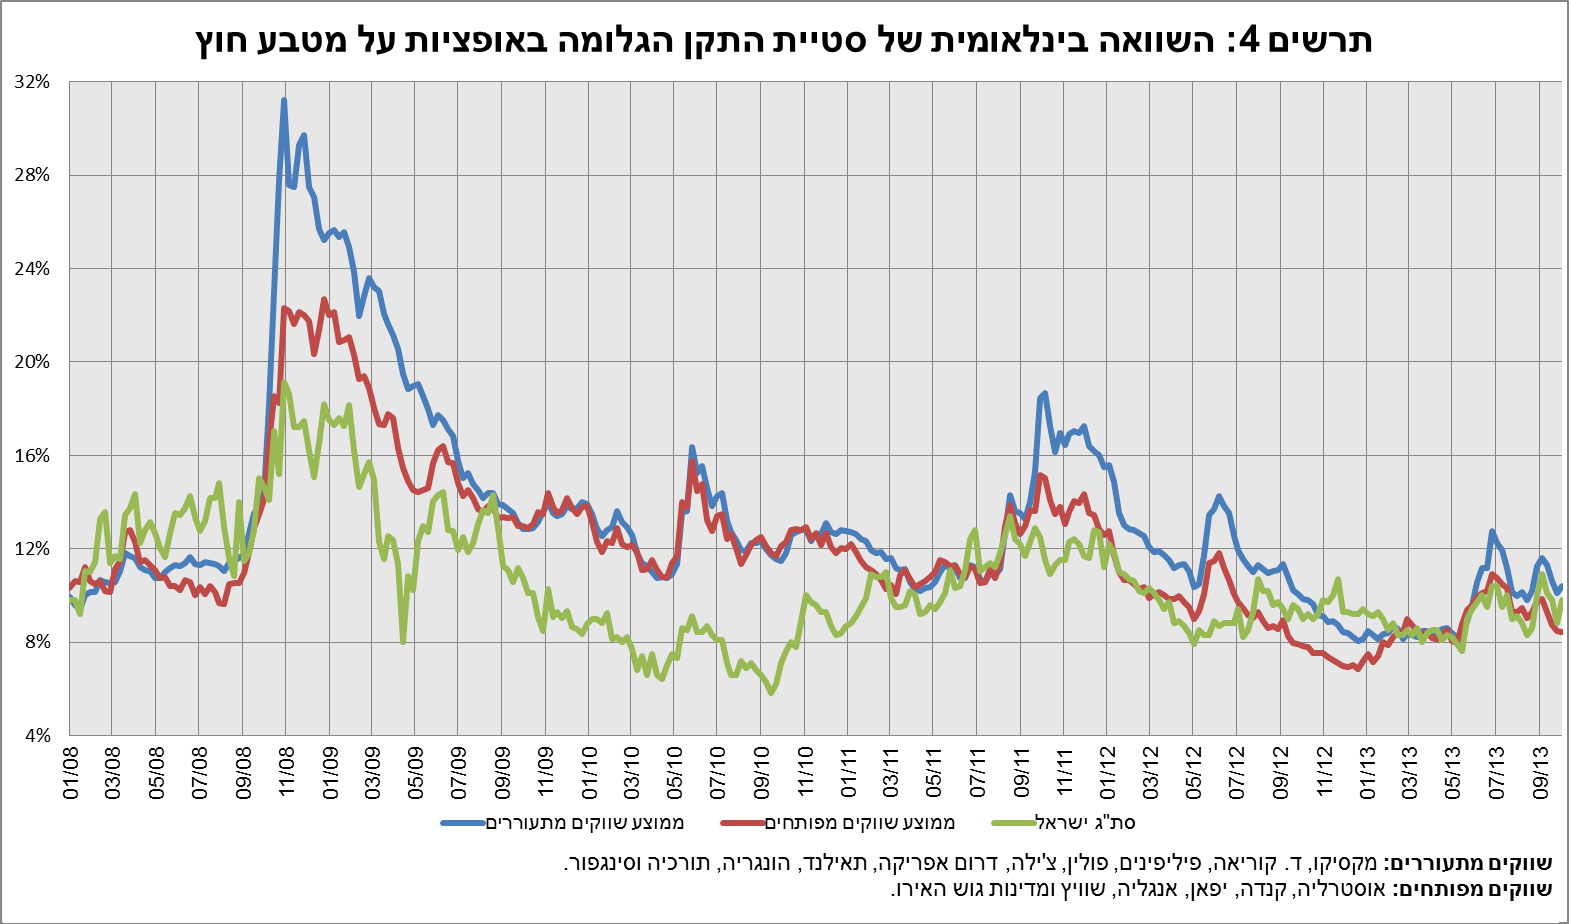 תרשים 4: השוואה בינלאומית של סטיית התקן הגלומה באופציות על מטבע חוץ
32%
28%
24%
20%
16%
12%
8%
4%
01/08 03/08 05/08 07/08 09/08 11/08 01/09 03/09 05/09 07/09 09/09 11/09 01/10 03/10 05/10 07/10 09/10 11/10 01/11 03/11 05/11 07/11 09/11 11/11 01/12 03/12 05/12 07/12 09/12 11/12 01/13 03/13 05/13 07/13 09/13
סת"ג ישראל ממוצע שווקים מפותחים ממוצע שווקים מתעוררים
שווקים מתעוררים: מקסיקו, ד. קוריאה, פיליפינים, פולין, צ'ילה, דרום אפריקה, תאילנד, הונגריה, תורכיה וסינגפור.
שווקים מפותחים: אוסטרליה, קנדה, יפאן, אנגליה, שוויץ ומדינות גוש האירו.